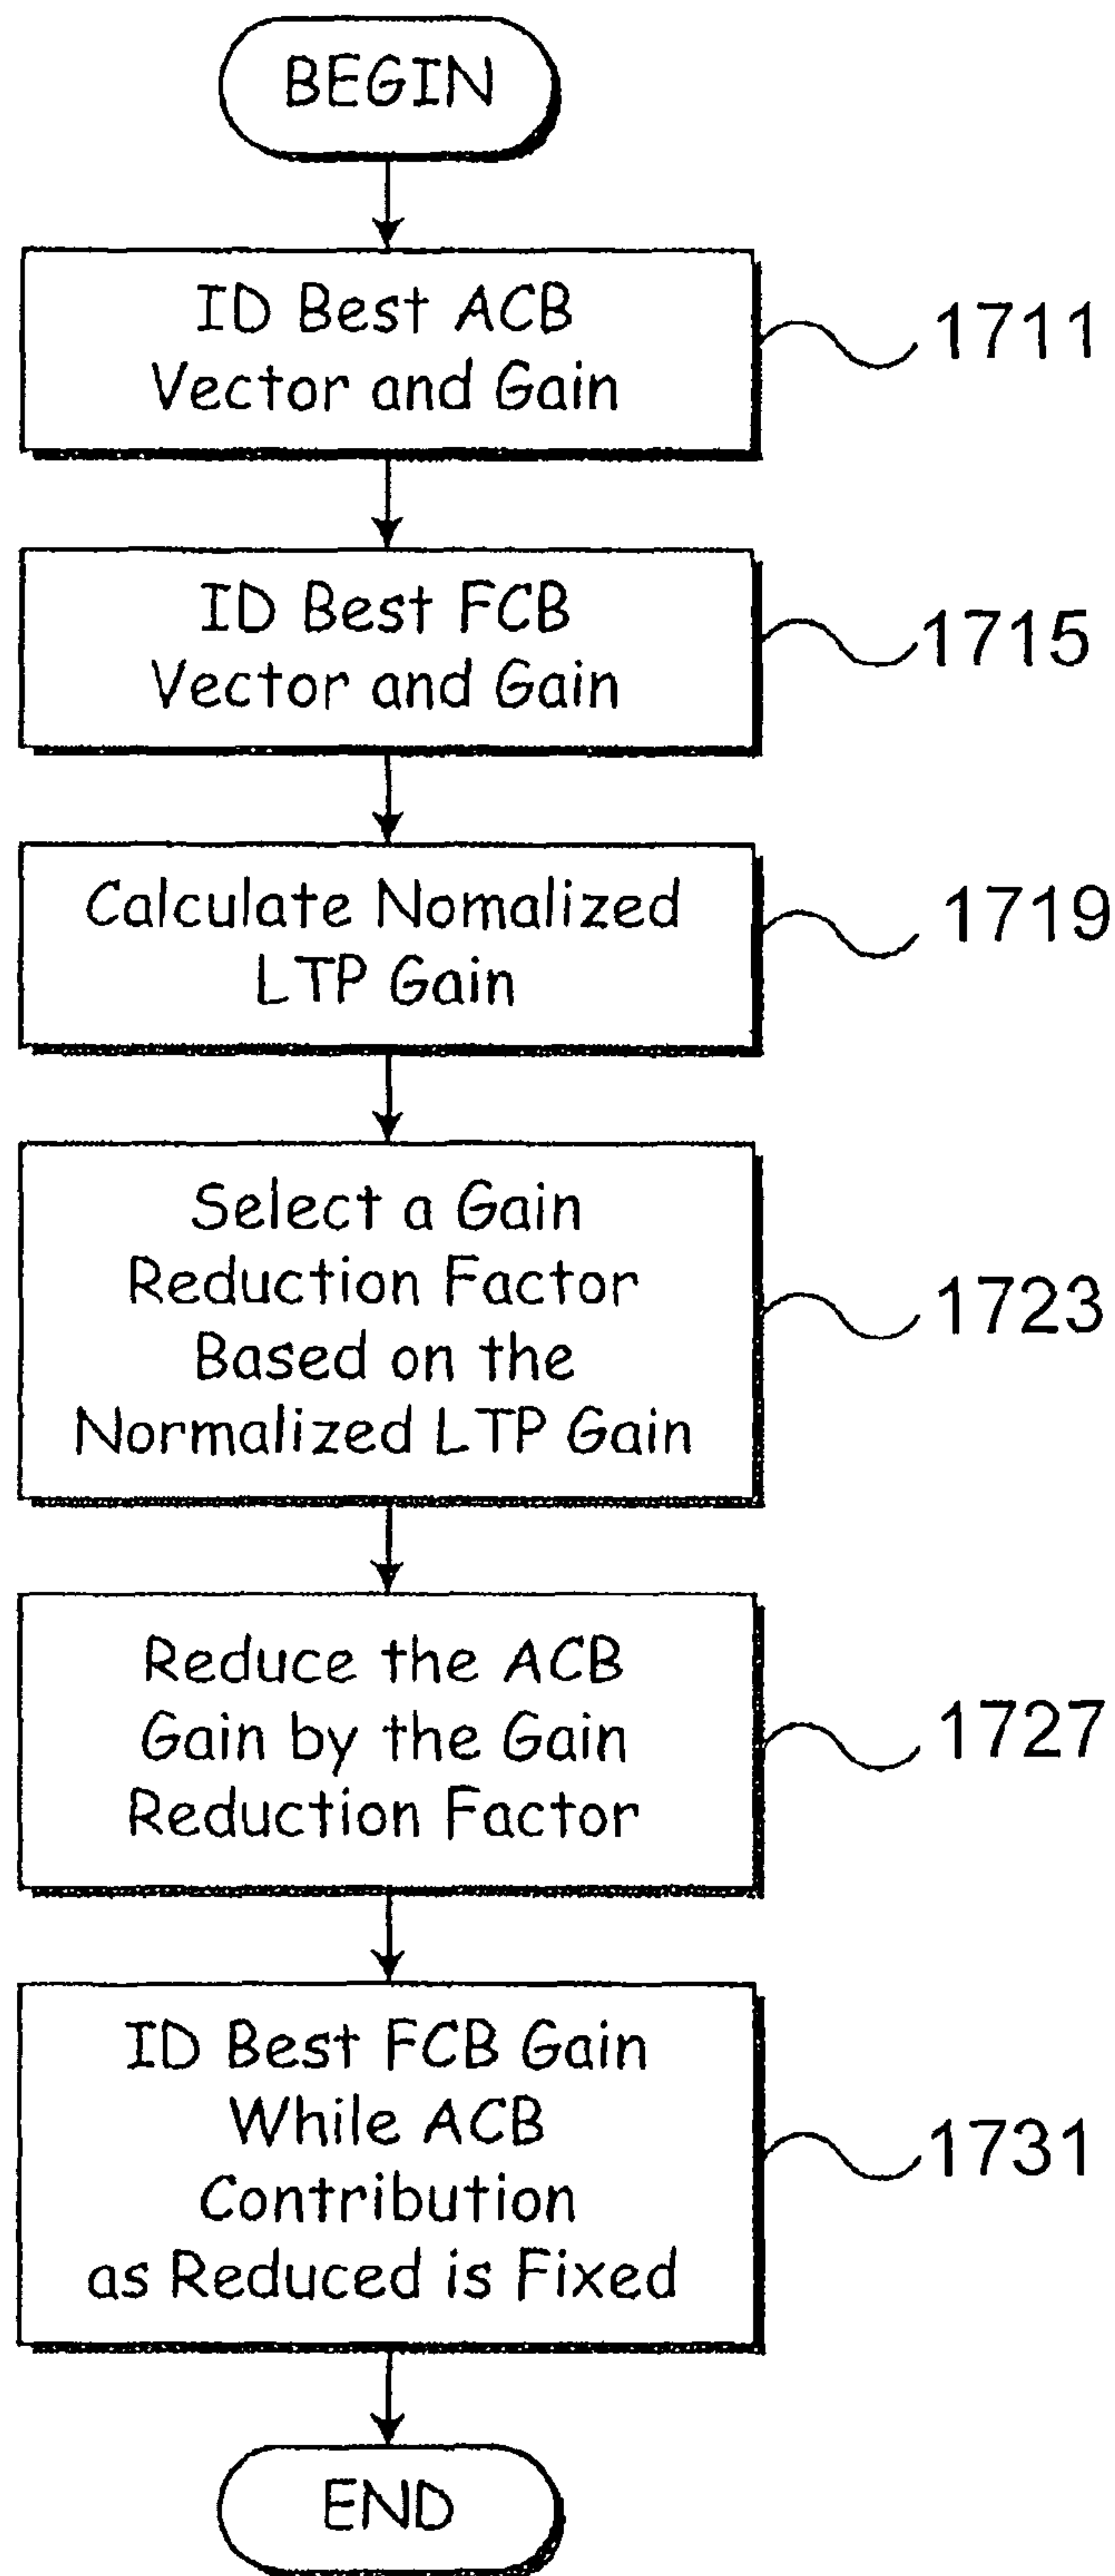 BEGIN
ID Best ACB
Vector and Gain
1711
ID Best FCB
Vector and Gain
1715
Calculate Nomalized
LTP Gain
1719
Select a Gain
Reduction Factor
Based on the
Normalized LTP Gain
1723
Reduce the ACB
Gain by the Gain
Reduction Factor
1727
ID Best FCB Gain
While ACB
Contribution
as Reduced is Fixed
1731
END